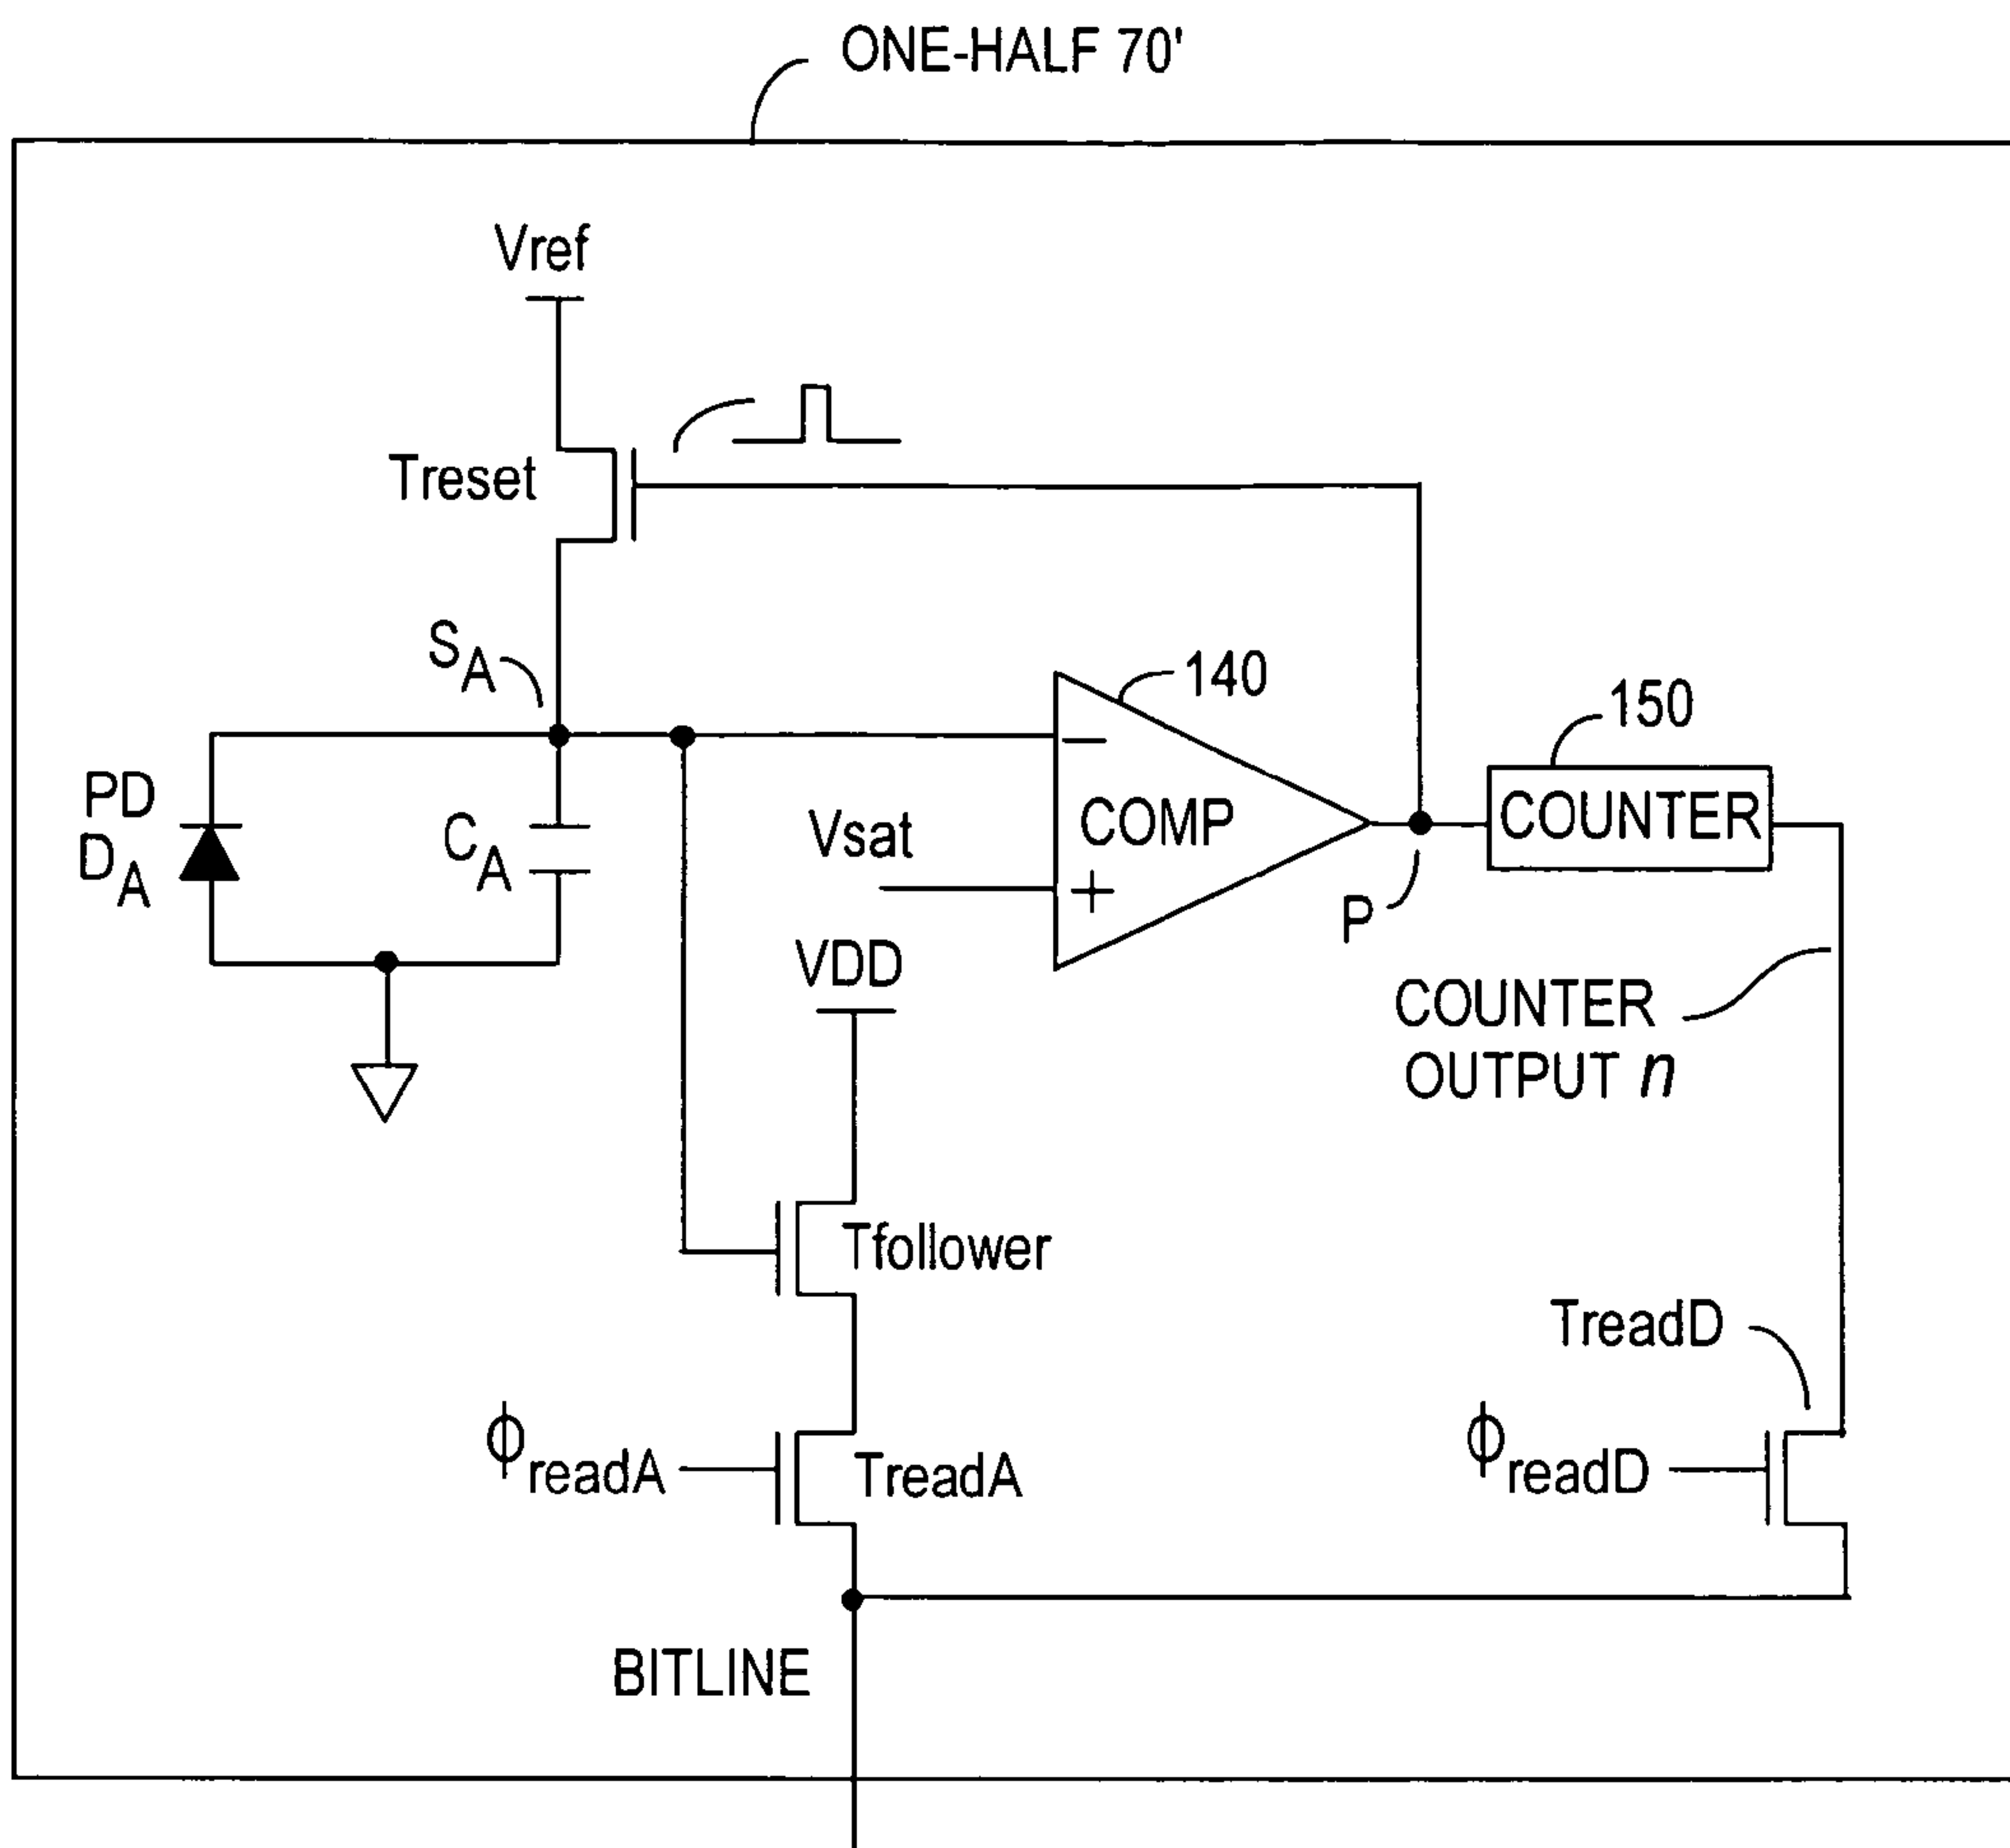 ONE-HALF 70'
Vref
Treset
SA
140
150
PD
DA
CA
Vsat
−
COMP
+
COUNTER
P
VDD
COUNTER
OUTPUT n
Tfollower
TreadD
ϕreadA
TreadA
ϕreadD
BITLINE